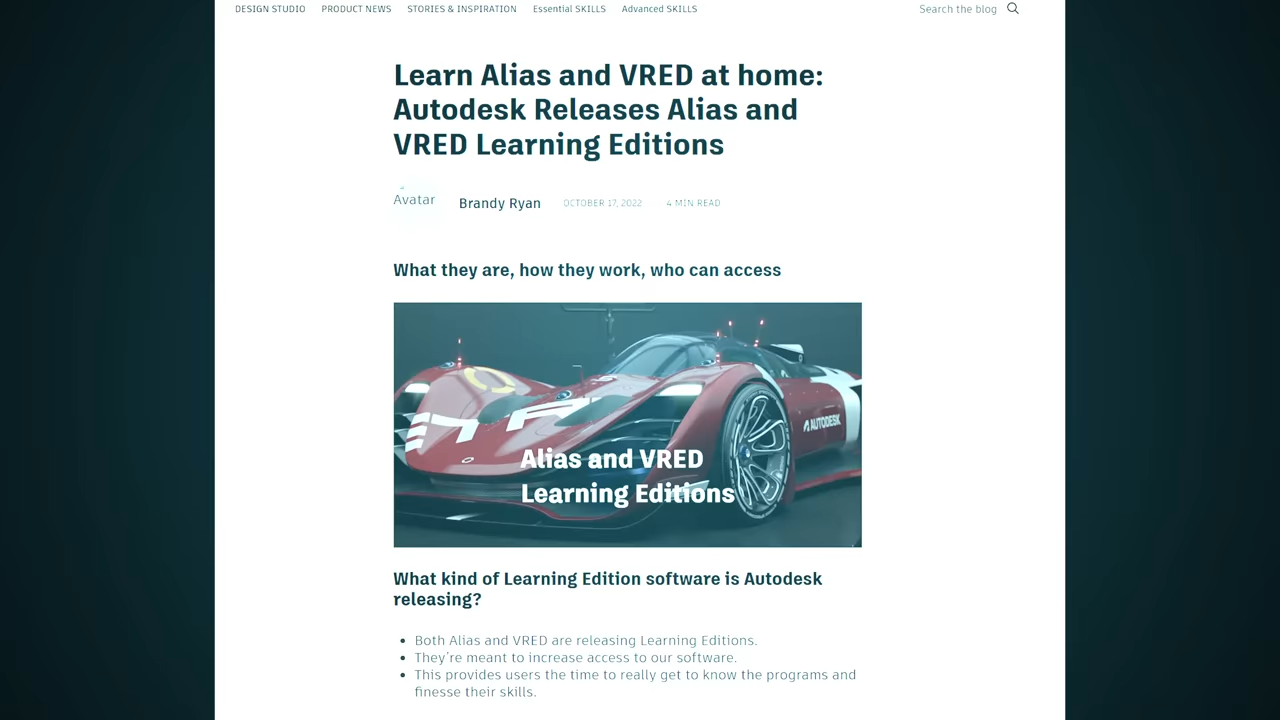 DESIGN STUDIO PRODUCT NEWS STORIES & INSPIRATION Essential SKILLS Advanced SKILLS Search the blog
Learn Alias and VRED at home:
Autodesk Releases Alias and
VRED Learning Editions
Avatar Brandy Ryan OCTOBER 17, 2022 4 MIN READ
What they are, how they work, who can access
AUTODESK
Alias and VRED
Learning Editions
What kind of Learning Edition software is Autodesk
releasing?
• Both Alias and VRED are releasing Learning Editions.
• They're meant to increase access to our software.
• This provides users the time to really get to know the programs and
finesse their skills.